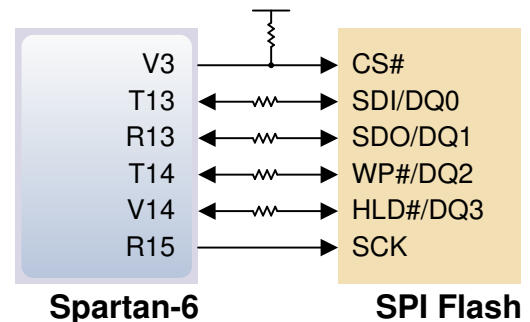 V3 CS#
T13 SDI/DQ0
R13 SDO/DQ1
T14 WP#/DQ2
V14 HLD#/DQ3
R15 SCK
Spartan-6 SPI Flash